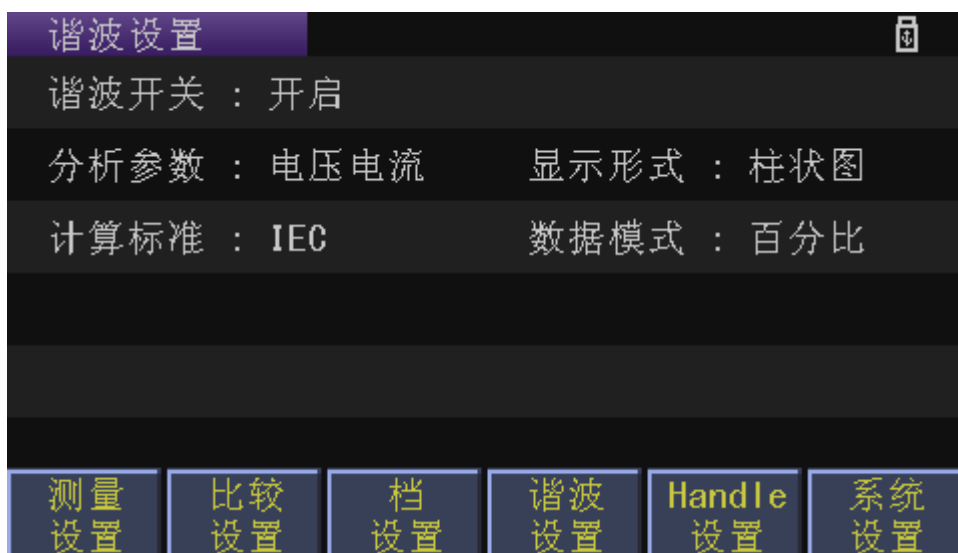 谐波设置
谐波开关 : 开启
分析参数 : 电压电流 显示形式 : 柱状图
计算标准 : IEC 数据模式 : 百分比
测量 比较 档 谐波 Handle 系统
设置 设置 设置 设置 设置 设置